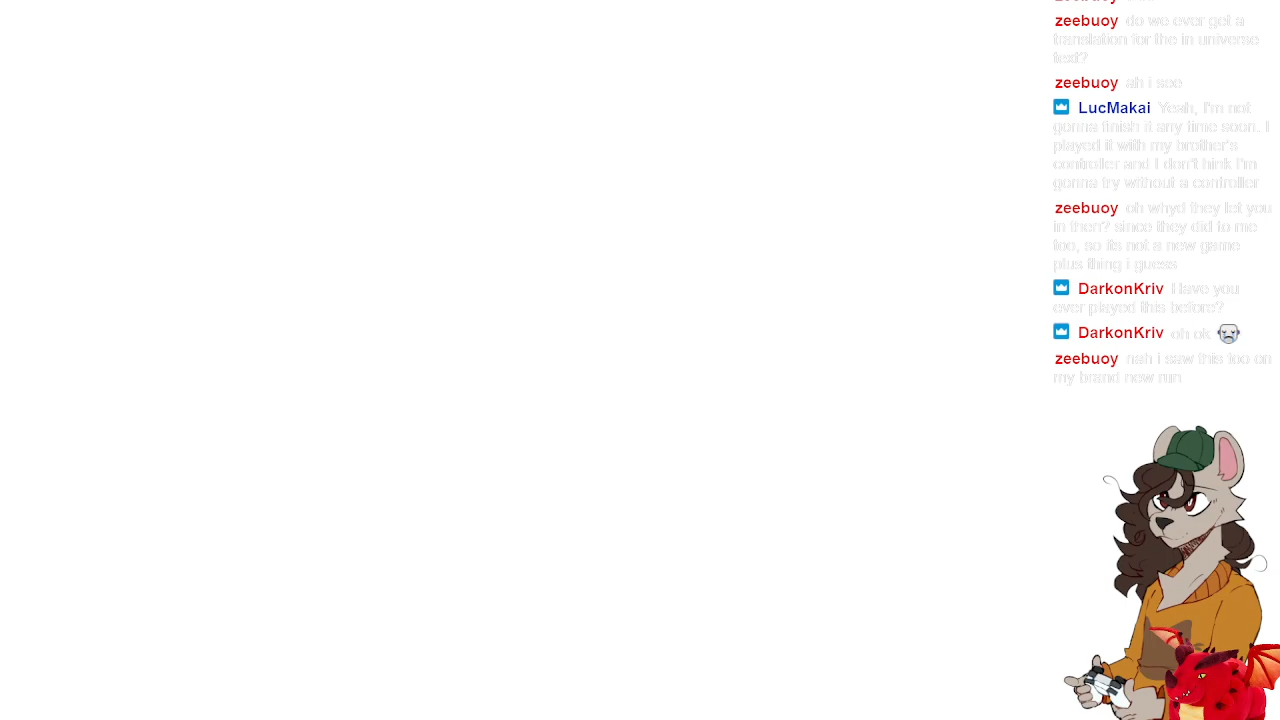 zeebuoy do wo over get a
translation for the in universe
text?
zeebuoy ah i see
LucMakai Yeah, I'm not
gonna finish it any time soon. I
played it with my brother's
controller and I don't think I'm
gonna try without a controller
zeebuoy oh whyd they let you
in then? since they did to me
too, so its not a new game
plus thing i guess
DarkonKriv Have you
ever played this before?
DarkonKriv oh ok
zeebuoy nah i saw this too on
my brand new run